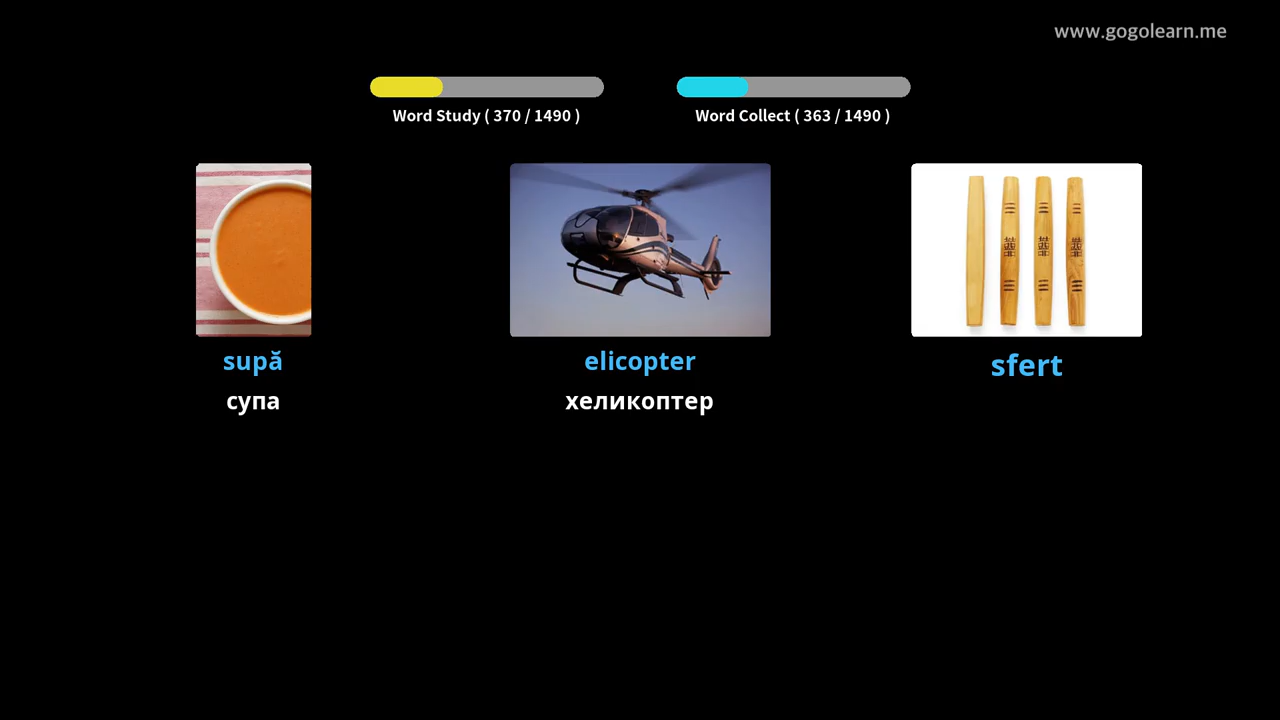 www.gogolearn.me
Word Study ( 370 / 1490 )
Word Collect ( 363 / 1490 )
supă
elicopter
sfert
супа
хеликоптер